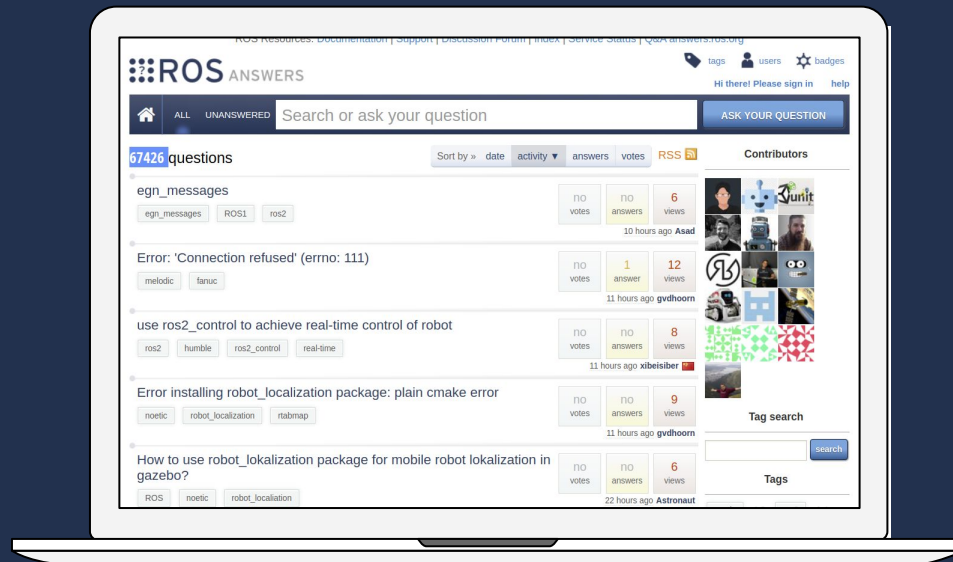 ROS Resources: Documentation | Support | Discussion Forum | Index | Service Status | Q&A answers.ros.org
ROS ANSWERS
tags users badges
Hi there! Please sign in help
ALL UNANSWERED Search or ask your question ASK YOUR QUESTION
67426 questions
Sort by » date activity ▼ answers votes RSS
Contributors
egn_messages
egn_messages ROS1 ros2
no votes
no answers
6 views
10 hours ago Asad
Error: 'Connection refused' (errno: 111)
melodic fanuc
no votes
1 answer
12 views
11 hours ago gvdhoorn
use ros2_control to achieve real-time control of robot
ros2 humble ros2_control real-time
no votes
no answers
8 views
11 hours ago xibeisiber
Error installing robot_localization package: plain cmake error
noetic robot_localization rtabmap
no votes
no answers
9 views
11 hours ago gvdhoorn
How to use robot_lokalization package for mobile robot lokalization in
gazebo?
ROS noetic robot_localiation
no votes
no answers
6 views
22 hours ago Astronaut
unit
Tag search
search
Tags